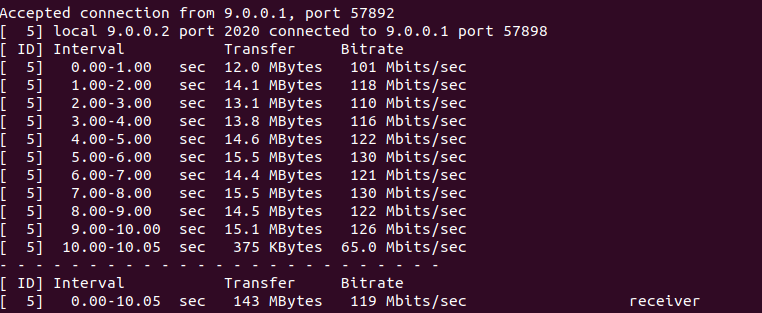 Accepted connection from 9.0.0.1, port 57892
[  5] local 9.0.0.2 port 2020 connected to 9.0.0.1 port 57898
[ ID] Interval           Transfer     Bitrate
[  5]   0.00-1.00   sec  12.0 MBytes   101 Mbits/sec
[  5]   1.00-2.00   sec  14.1 MBytes   118 Mbits/sec
[  5]   2.00-3.00   sec  13.1 MBytes   110 Mbits/sec
[  5]   3.00-4.00   sec  13.8 MBytes   116 Mbits/sec
[  5]   4.00-5.00   sec  14.6 MBytes   122 Mbits/sec
[  5]   5.00-6.00   sec  15.5 MBytes   130 Mbits/sec
[  5]   6.00-7.00   sec  14.4 MBytes   121 Mbits/sec
[  5]   7.00-8.00   sec  15.5 MBytes   130 Mbits/sec
[  5]   8.00-9.00   sec  14.5 MBytes   122 Mbits/sec
[  5]   9.00-10.00  sec  15.1 MBytes   126 Mbits/sec
[  5]  10.00-10.05  sec   375 KBytes  65.0 Mbits/sec
- - - - - - - - - - - - - - - - - - - - - - - - -
[ ID] Interval           Transfer     Bitrate
[  5]   0.00-10.05  sec   143 MBytes   119 Mbits/sec                  receiver